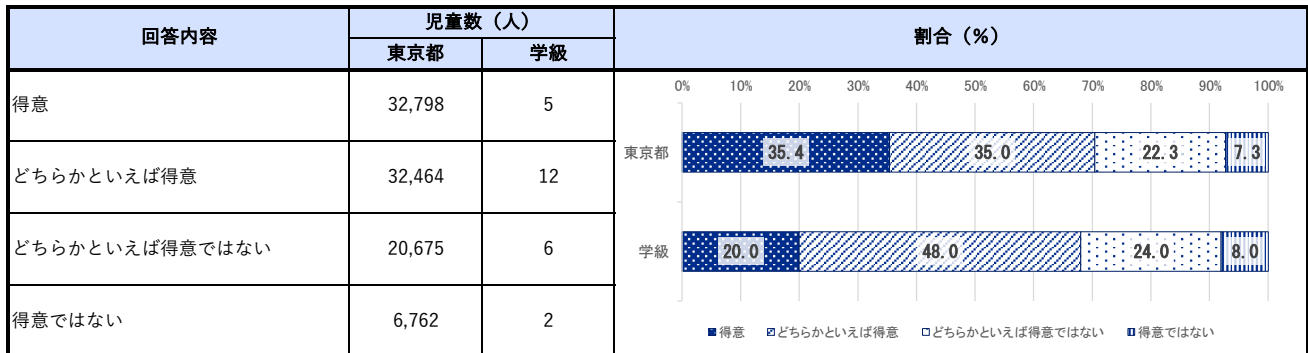 回答内容 児童数（人） 割合（%）
東京都 学級
得意 32,798 5
どちらかといえば得意 32,464 12
どちらかといえば得意ではない 20,675 6
得意ではない 6,762 2
0% 10% 20% 30% 40% 50% 60% 70% 80% 90% 100%
東京都 35.4 35.0 22.3 7.3
学級 20.0 48.0 24.0 8.0
得意 どちらかといえば得意 どちらかといえば得意ではない 得意ではない